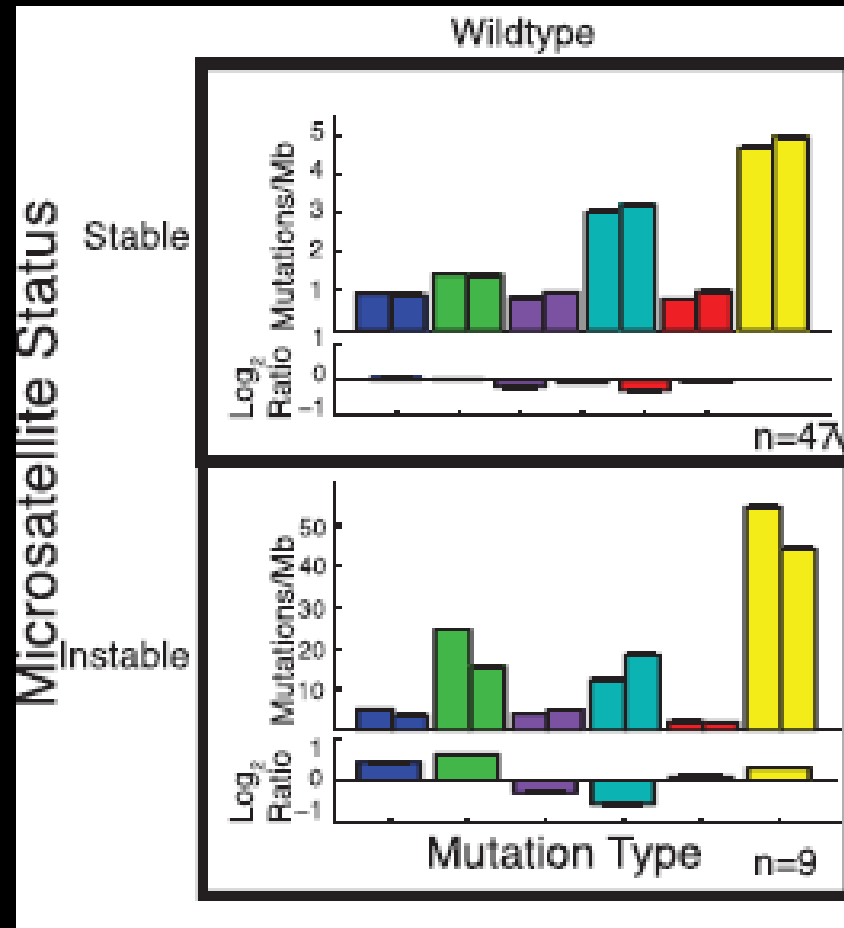 Wildtype
Microsatellite Status
Stable
Mutations/Mb
5
4
3
2
1
Log2
Ratio
1
0
−1
n=47
Instable
Mutations/Mb
50
40
30
20
10
Log2
Ratio
1
0
−1
Mutation Type
n=9